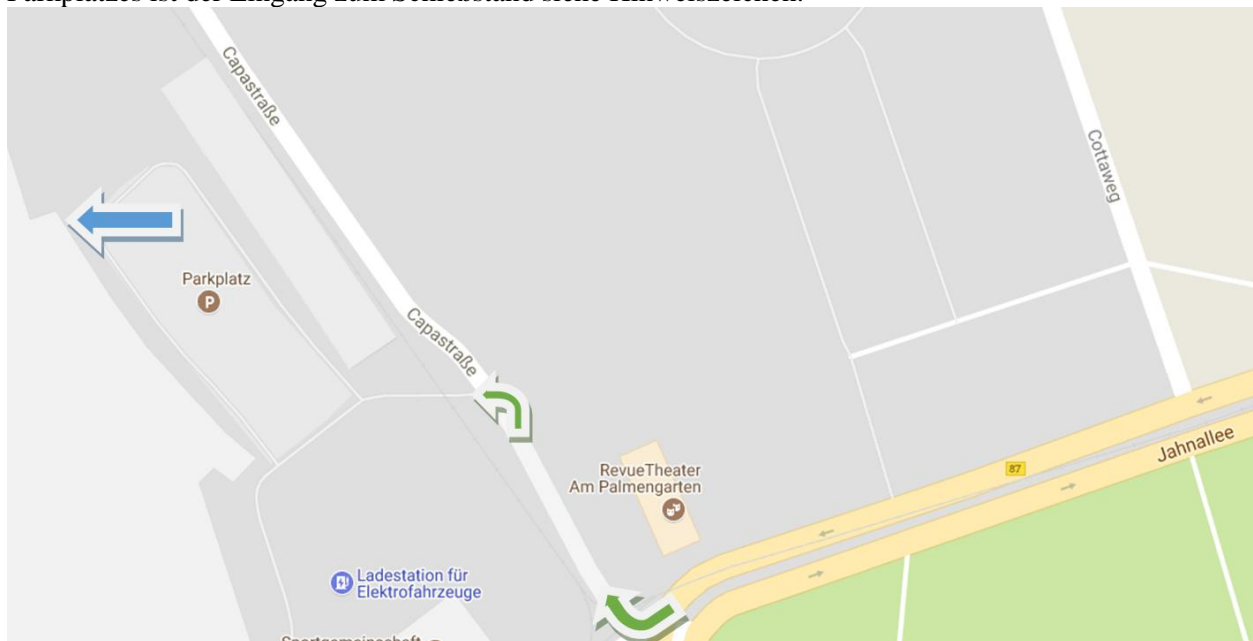 Parkplatzes ist der Eingang zum Schießstand siehe Hinweiszeichen.
Capastraße
Cottaweg
Parkplatz
P
Capastraße
RevueTheater
Am Palmengarten
87
Jahnallee
Ladestation für
Elektrofahrzeuge
Sportgemeinschaft